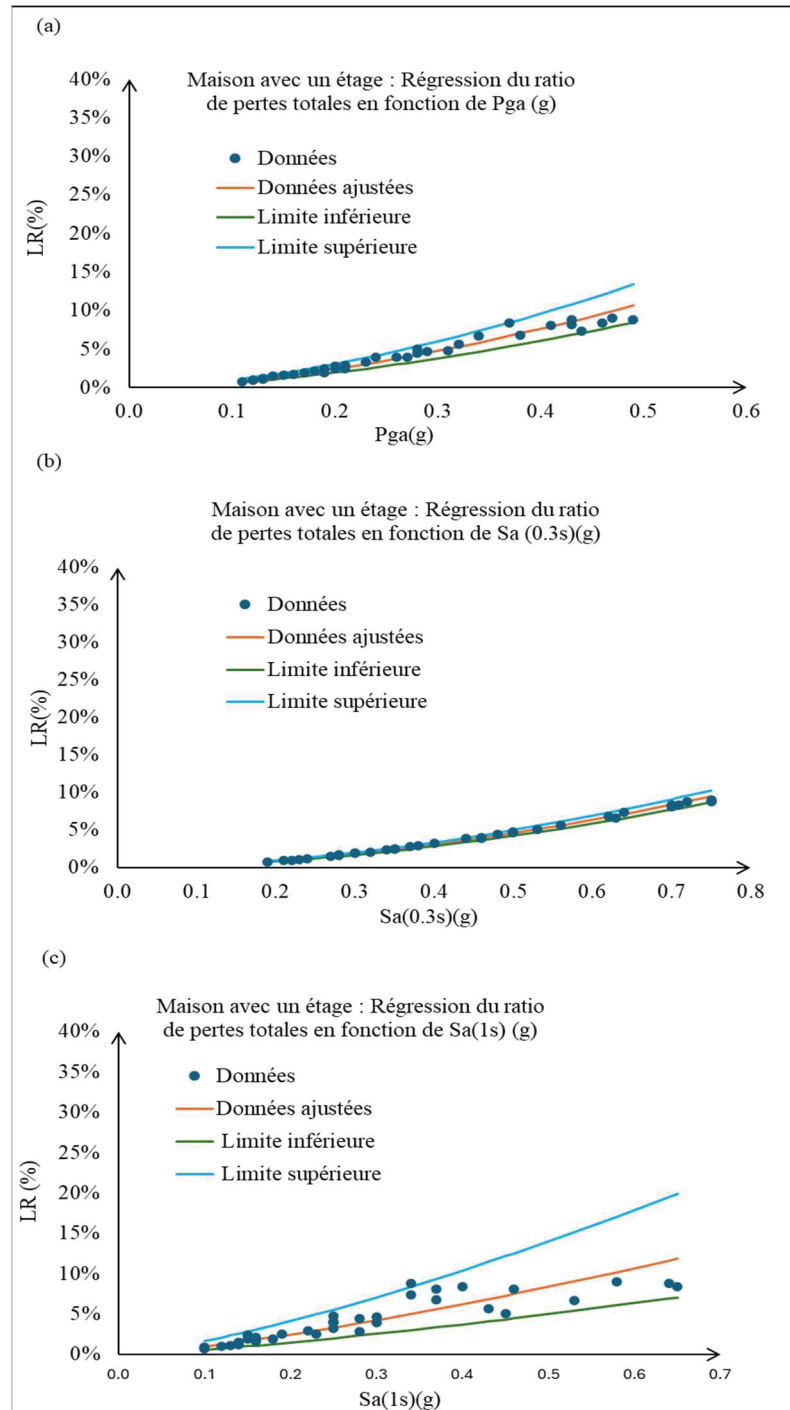 (a)
Maison avec un étage : Régression du ratio
de pertes totales en fonction de Pga (g)
40%
35%
30%
25%
20%
15%
10%
5%
0%
LR(%)
Données
Données ajustées
Limite inférieure
Limite supérieure
0.0 0.1 0.2 0.3 0.4 0.5 0.6
Pga(g)
(b)
Maison avec un étage : Régression du ratio
de pertes totales en fonction de Sa (0.3s)(g)
40%
35%
30%
25%
20%
15%
10%
5%
0%
LR(%)
Données
Données ajustées
Limite inférieure
Limite supérieure
0.0 0.1 0.2 0.3 0.4 0.5 0.6 0.7 0.8
Sa(0.3s)(g)
(c)
Maison avec un étage : Régression du ratio
de pertes totales en fonction de Sa(1s) (g)
40%
35%
30%
25%
20%
15%
10%
5%
0%
LR (%)
Données
Données ajustées
Limite inférieure
Limite supérieure
0.0 0.1 0.2 0.3 0.4 0.5 0.6 0.7
Sa(1s)(g)